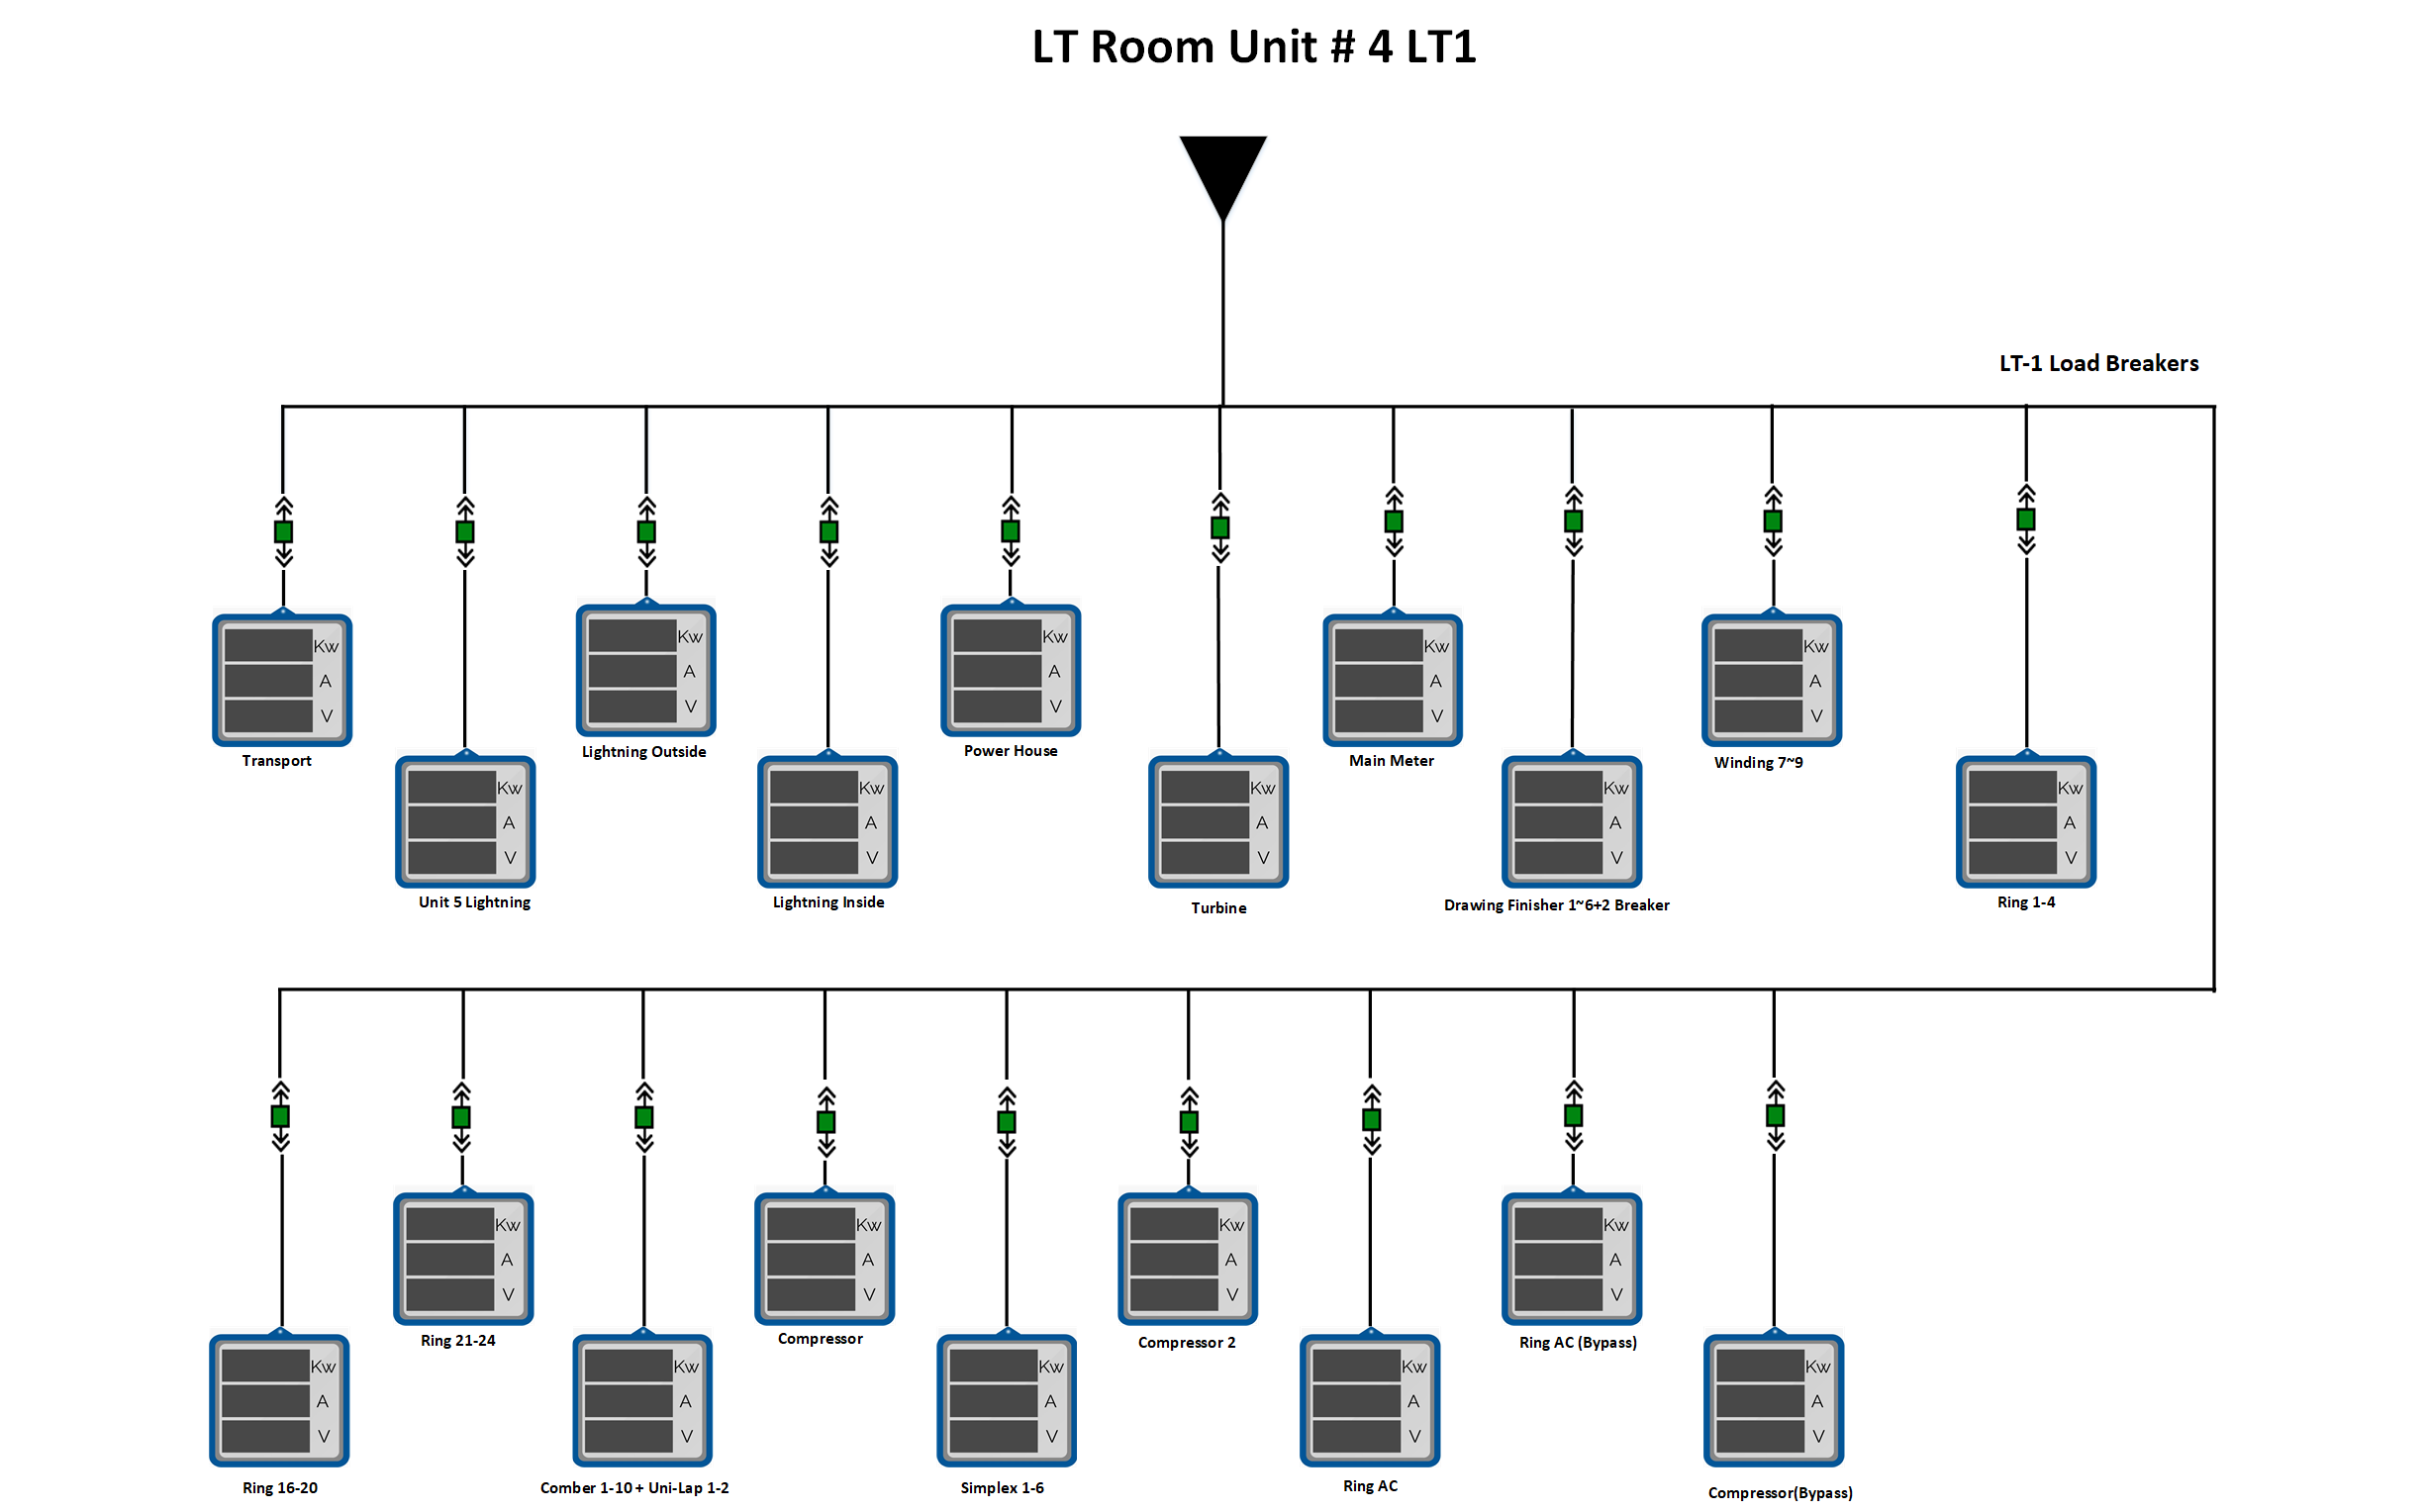 LT Room Unit # 4 LT1
LT-1 Load Breakers
Kw
A
V
Transport
Kw
A
V
Unit 5 Lightning
Kw
A
V
Lightning Outside
Kw
A
V
Lightning Inside
Kw
A
V
Power House
Kw
A
V
Turbine
Kw
A
V
Main Meter
Kw
A
V
Drawing Finisher 1~6+2 Breaker
Kw
A
V
Winding 7~9
Kw
A
V
Ring 1-4
Kw
A
V
Ring 16-20
Kw
A
V
Ring 21-24
Kw
A
V
Comber 1-10 + Uni-Lap 1-2
Kw
A
V
Compressor
Kw
A
V
Simplex 1-6
Kw
A
V
Compressor 2
Kw
A
V
Ring AC
Kw
A
V
Ring AC (Bypass)
Kw
A
V
Compressor(Bypass)